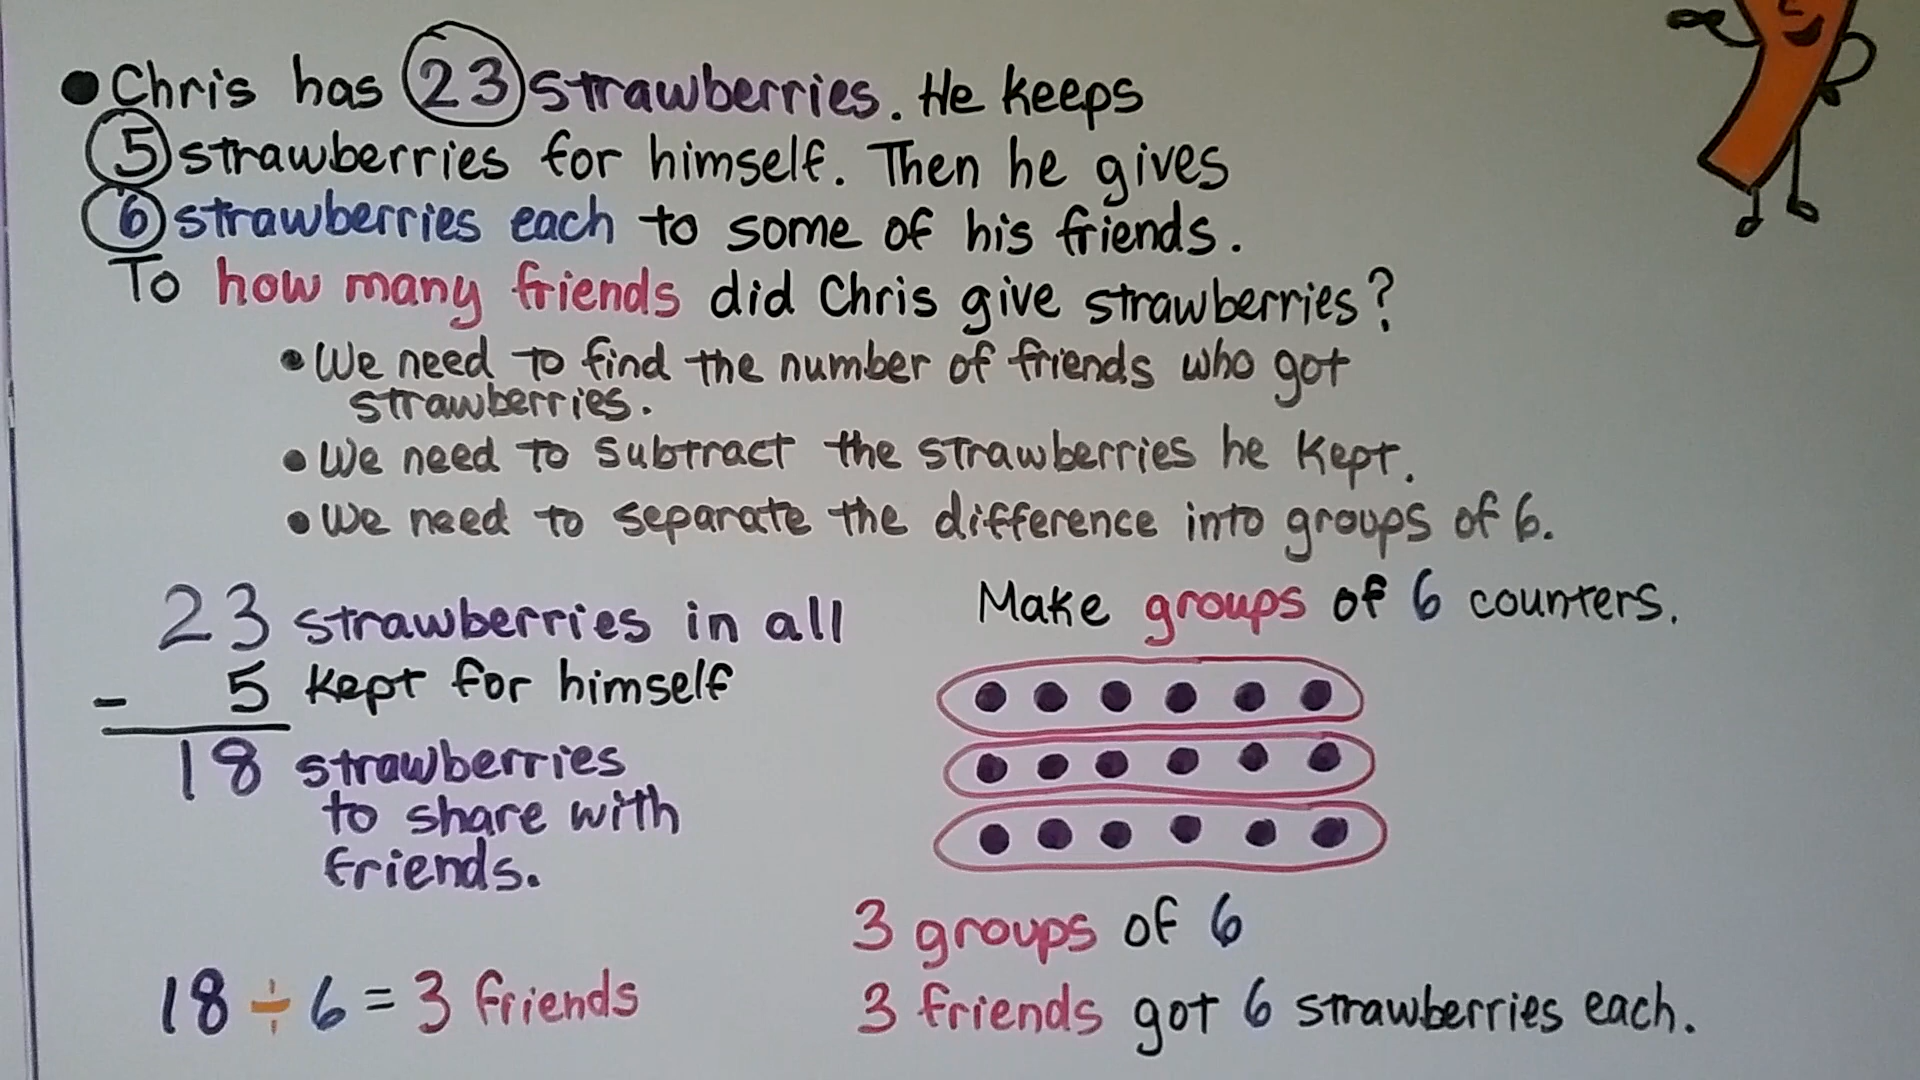 • Chris has 23 strawberries. He keeps
5 strawberries for himself. Then he gives
6 strawberries each to some of his friends.
To how many friends did Chris give strawberries?
• We need to find the number of friends who got
strawberries.
• We need to subtract the strawberries he kept.
• We need to separate the difference into groups of 6.
23 strawberries in all
- 5 kept for himself
18 strawberries
to share with
friends.
18 ÷ 6 = 3 friends
Make groups of 6 counters.
3 groups of 6
3 friends got 6 strawberries each.